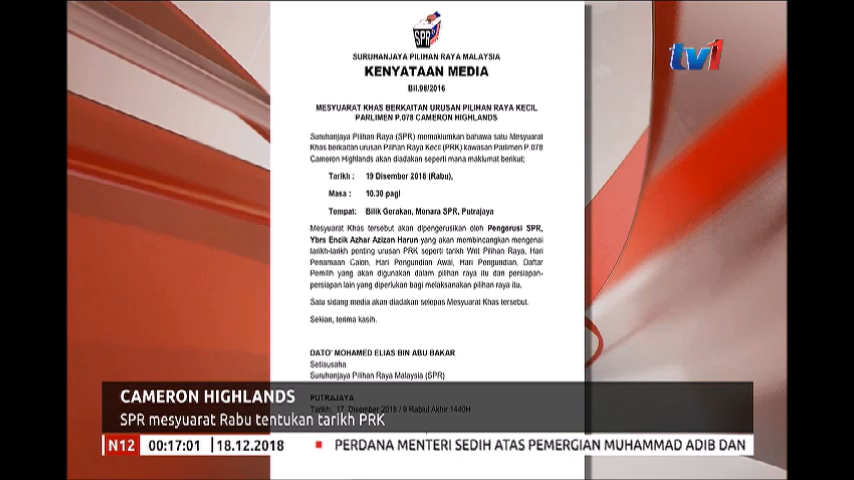 SPR
SURUHANJAYA PILIHAN RAYA MALAYSIA
KENYATAAN MEDIA
Bil.98/2016
MESYUARAT KHAS BERKAITAN URUSAN PILIHAN RAYA KECIL
PARLIMEN P.078 CAMERON HIGHLANDS
Suruhanjaya Pilihan Raya (SPR) memaklumkan bahawa satu Mesyuarat
Khas berkaitan urusan Pilihan Raya Kecil (PRK) kawasan Parlimen P.078
Cameron Highlands akan diadakan seperti mana maklumat berikut;
Tarikh : 19 Disember 2018 (Rabu),
Masa : 10.30 pagi
Tempat: Bilik Gerakan, Menara SPR, Putrajaya
Mesyuarat Khas tersebut akan dipengerusikan oleh Pengerusi SPR,
Ybrs Encik Azhar Azizan Harun yang akan membincangkan mengenai
tarikh-tarikh penting urusan PRK seperti tarikh Writ Pilihan Raya, Hari
Penamaan Calon, Hari Pengundian Awal, Hari Pengundian, Daftar
Pemilih yang akan digunakan dalam pilihan raya itu dan persiapan-
persiapan lain yang diperlukan bagi melaksanakan pilihan raya itu.
Satu sidang media akan diadakan selepas Mesyuarat Khas tersebut.
Sekian, terima kasih.
DATO' MOHAMED ELIAS BIN ABU BAKAR
Setiausaha
Suruhanjaya Pilihan Raya Malaysia (SPR)
PUTRAJAYA
Tarikh: 17 Disember 2018 / 9 Rabiul Akhir 1440H
tv1
CAMERON HIGHLANDS
SPR mesyuarat Rabu tentukan tarikh PRK
N12 00:17:01 18.12.2018 PERDANA MENTERI SEDIH ATAS PEMERGIAN MUHAMMAD ADIB DAN